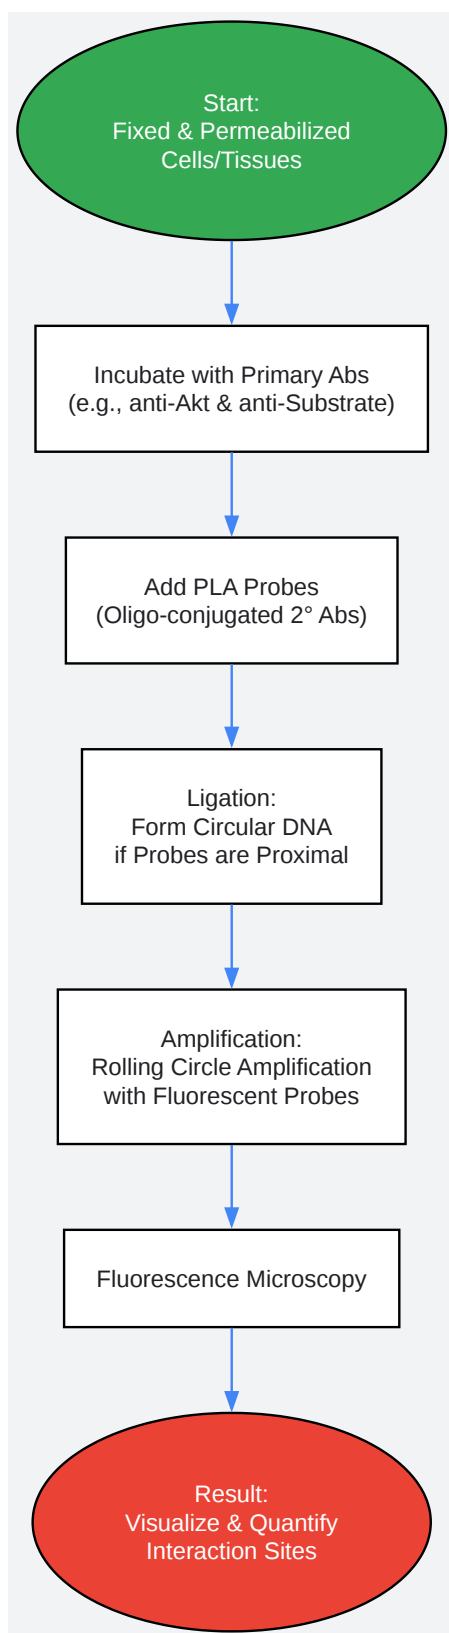 Start:
Fixed & Permeabilized
Cells/Tissues
Incubate with Primary Abs
(e.g., anti-Akt & anti-Substrate)
Add PLA Probes
(Oligo-conjugated 2° Abs)
Ligation:
Form Circular DNA
if Probes are Proximal
Amplification:
Rolling Circle Amplification
with Fluorescent Probes
Fluorescence Microscopy
Result:
Visualize & Quantify
Interaction Sites